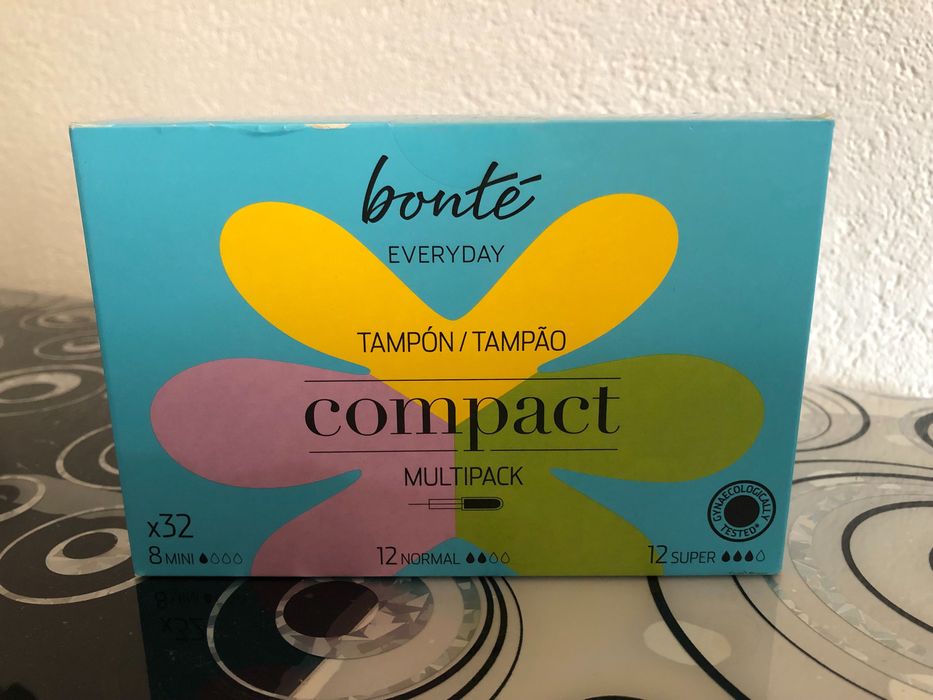 bonté
EVERYDAY
TAMPÓN / TAMPÃO
compact
MULTIPACK
x32
8 MINI
12 NORMAL
12 SUPER
GYNAECOLOGICALLY
TESTED*